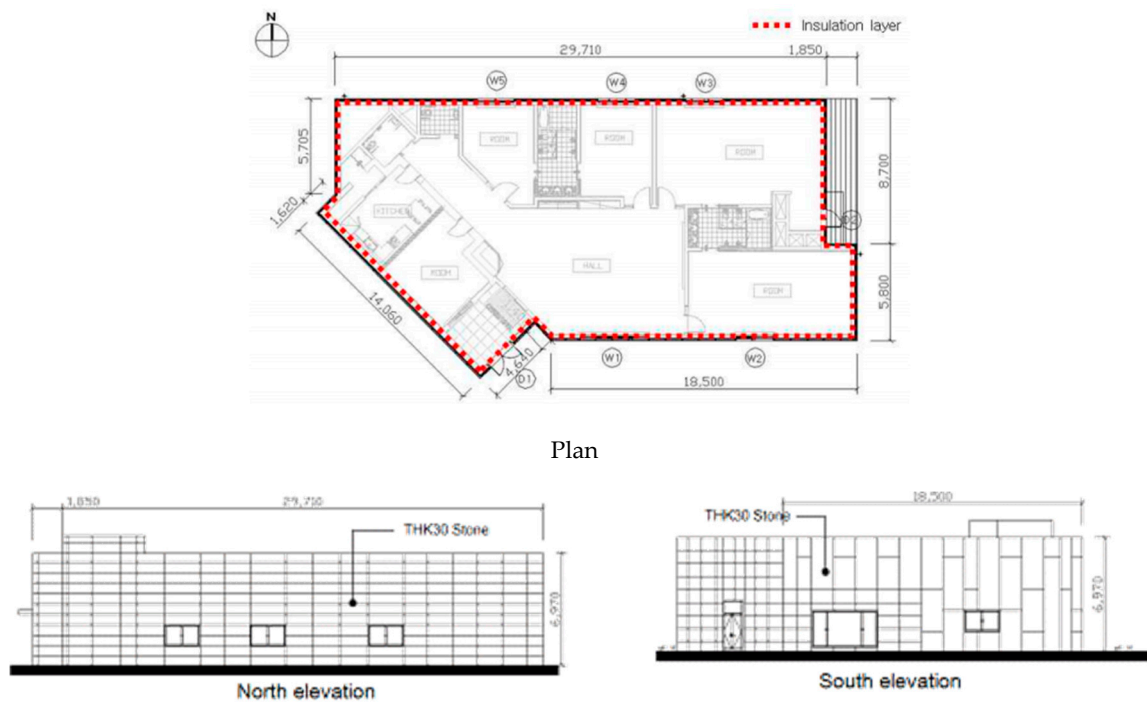 N
Insulation layer
29,710 1,850
W5 W4 W3
5,705
ROOM ROOM ROOM
8,700
1,620
KITCHEN
HALL
ROOM
ROOM
5,800
14,060
W1 W2
4,640
D1
18,500
Plan
1,850 29,710
THK30 Stone
6,970
North elevation
18,500
THK30 Stone
6,970
South elevation